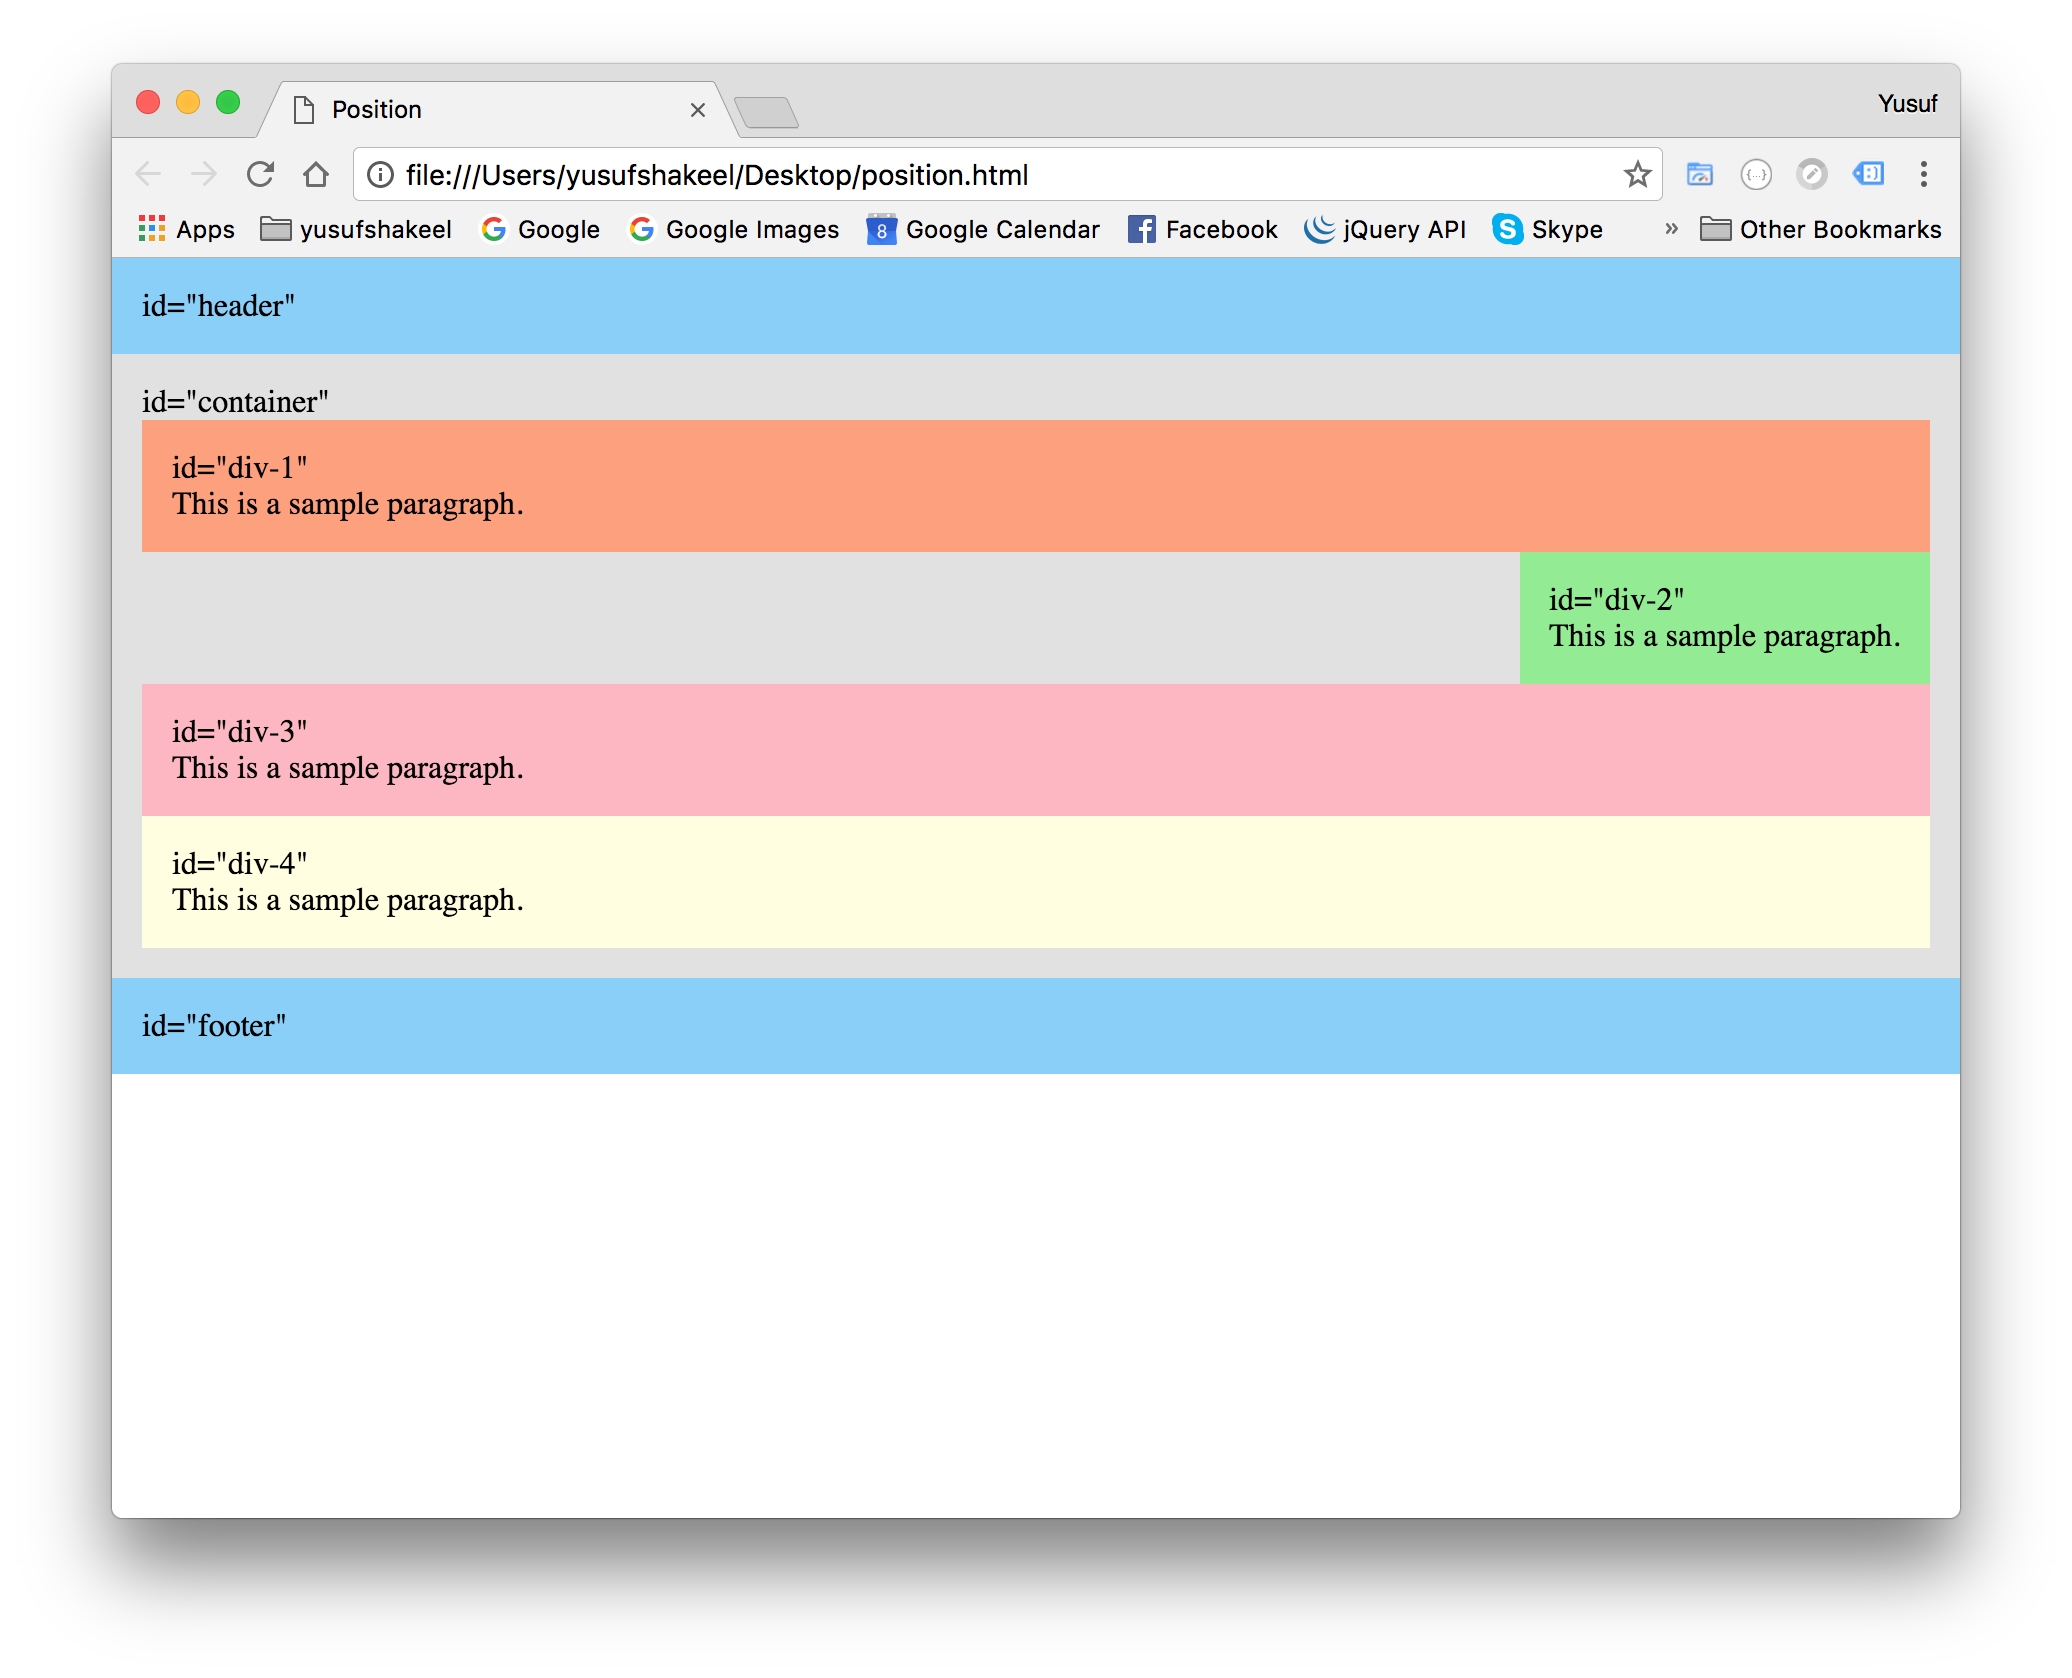 Position
Yusuf
file:///Users/yusufshakeel/Desktop/position.html
Apps yusufshakeel Google Google Images 8 Google Calendar Facebook jQuery API Skype » Other Bookmarks
id="header"
id="container"
id="div-1"
This is a sample paragraph.
id="div-2"
This is a sample paragraph.
id="div-3"
This is a sample paragraph.
id="div-4"
This is a sample paragraph.
id="footer"